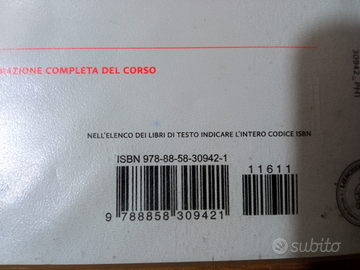 RAZIONE COMPLETA DEL CORSO
NELL'ELENCO DEI LIBRI DI TESTO INDICARE L'INTERO CODICE ISBN
ISBN 978-88-58-30942-1
11611
9 788858 309421
subito